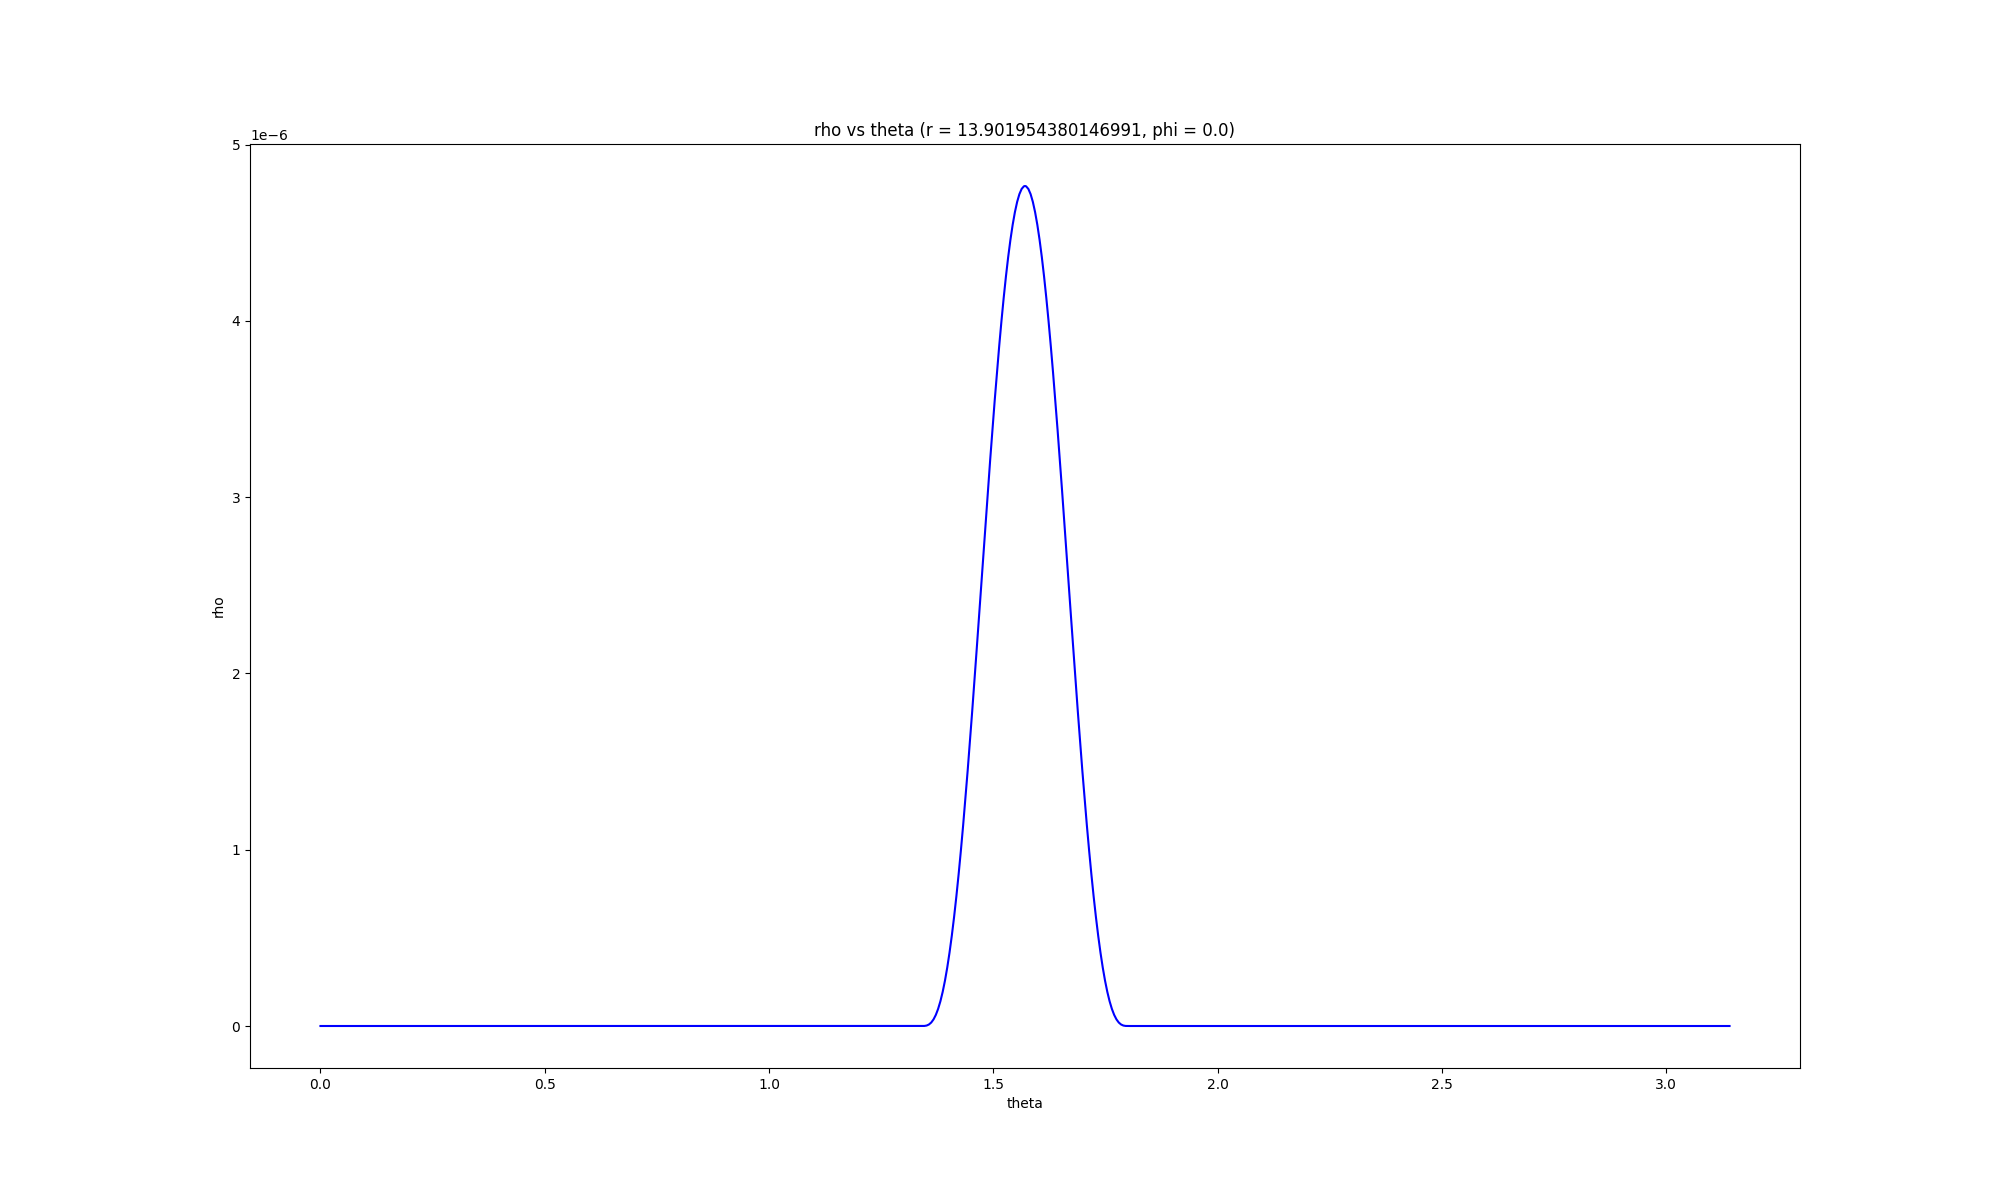 rho vs theta (r = 13.901954380146991, phi = 0.0)
1e−6
5
4
3
2
1
0
rho
0.0 0.5 1.0 1.5 2.0 2.5 3.0
theta